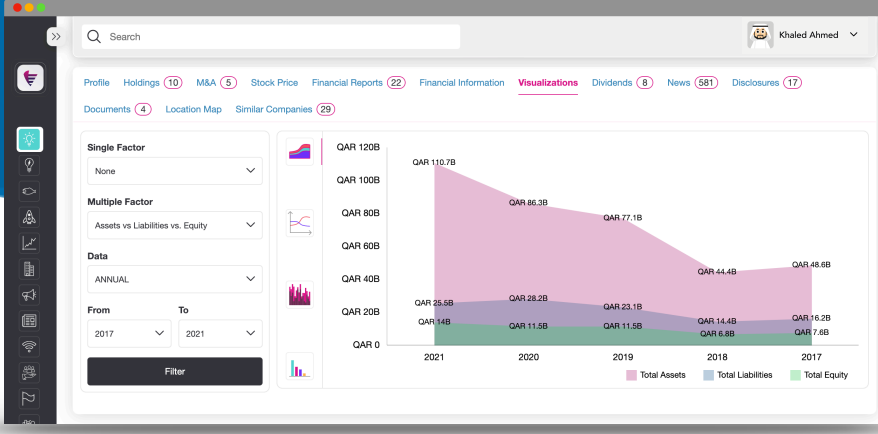 Search
Khaled Ahmed
Profile Holdings 10 M&A 5 Stock Price Financial Reports 22 Financial Information Visualizations Dividends 8 News 581 Disclosures 17
Documents 4 Location Map Similar Companies 29
Single Factor
None
Multiple Factor
Assets vs Liabilities vs. Equity
Data
ANNUAL
From To
2017 2021
Filter
QAR 120B
QAR 100B
QAR 80B
QAR 60B
QAR 40B
QAR 20B
QAR 0
QAR 110.7B
QAR 86.3B
QAR 77.1B
QAR 44.4B
QAR 48.6B
QAR 25.5B
QAR 28.2B
QAR 23.1B
QAR 14.4B
QAR 16.2B
QAR 14B
QAR 11.5B
QAR 11.5B
QAR 6.8B
QAR 7.6B
2021 2020 2019 2018 2017
Total Assets Total Liabilities Total Equity